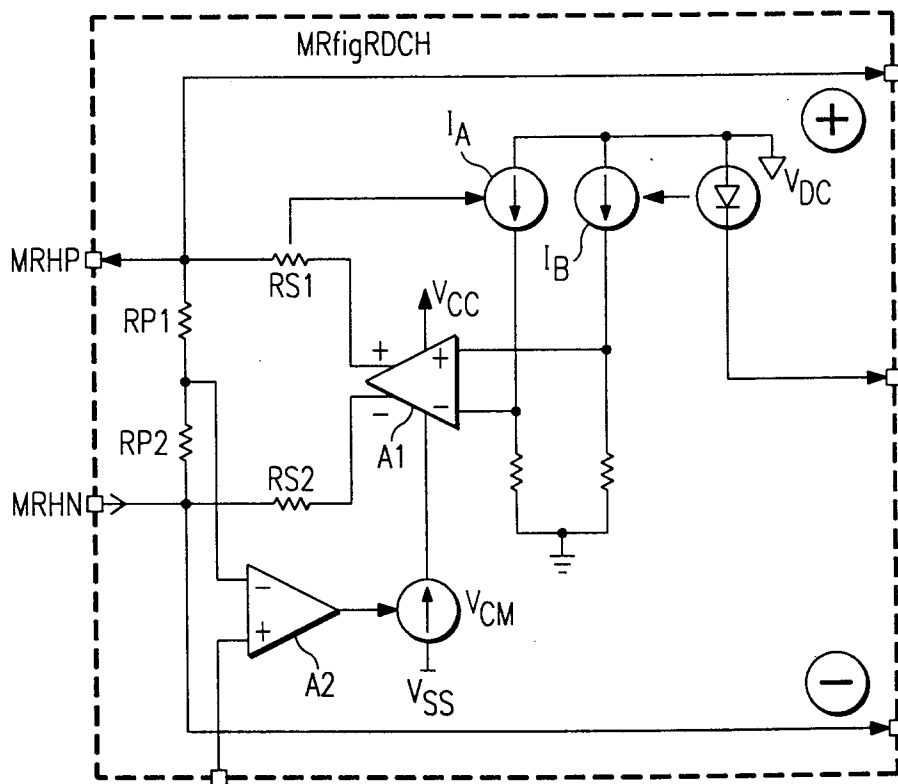 MRfigRDCH
+
I_A
V_DC
I_B
MRHP
RS1
V_CC
RP1
+
+
−
−
A1
RP2
RS2
MRHN
−
+
V_CM
A2
V_SS
−